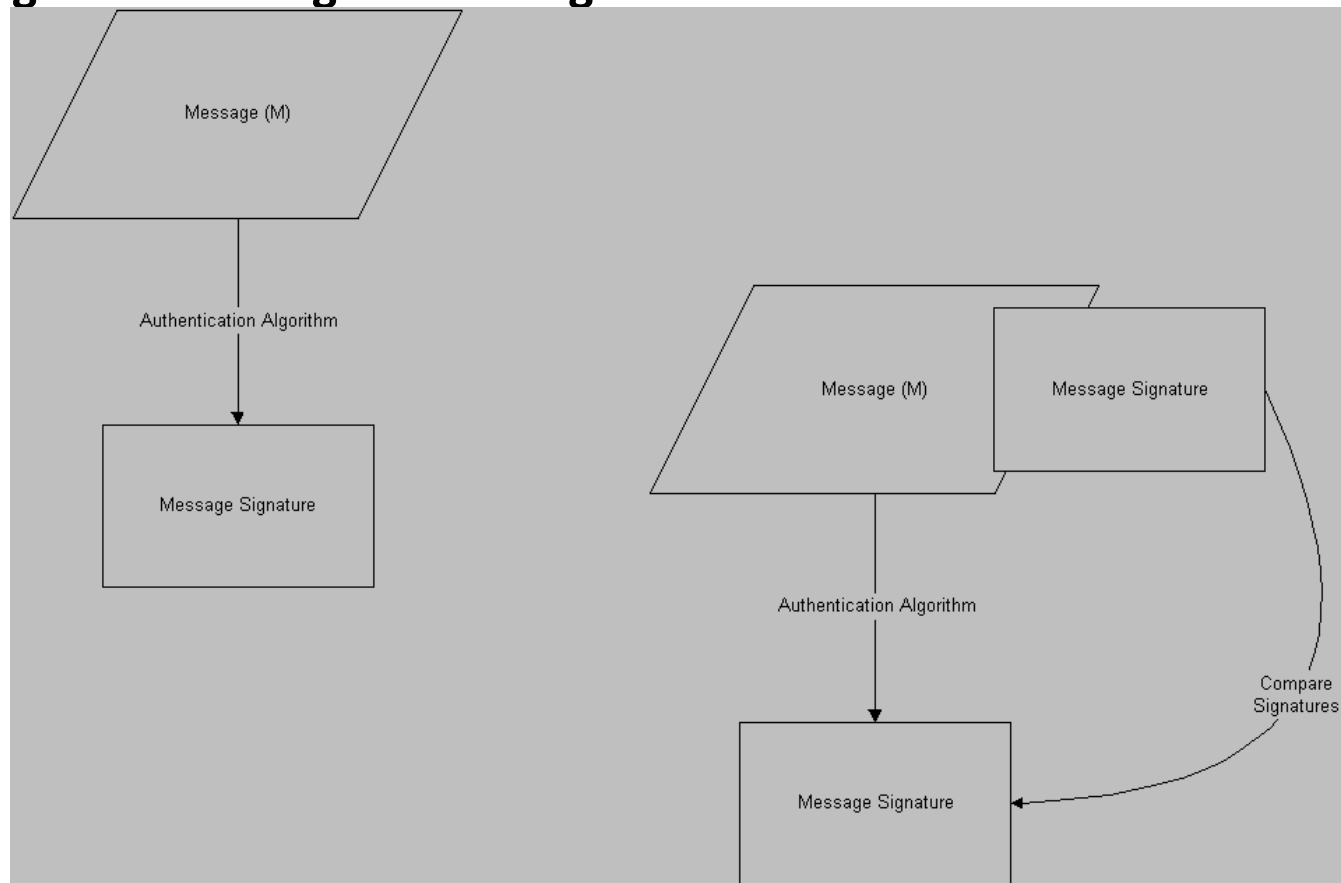 Message (M)
Authentication Algorithm
Message Signature
Message (M)
Message Signature
Authentication Algorithm
Compare
Signatures
Message Signature